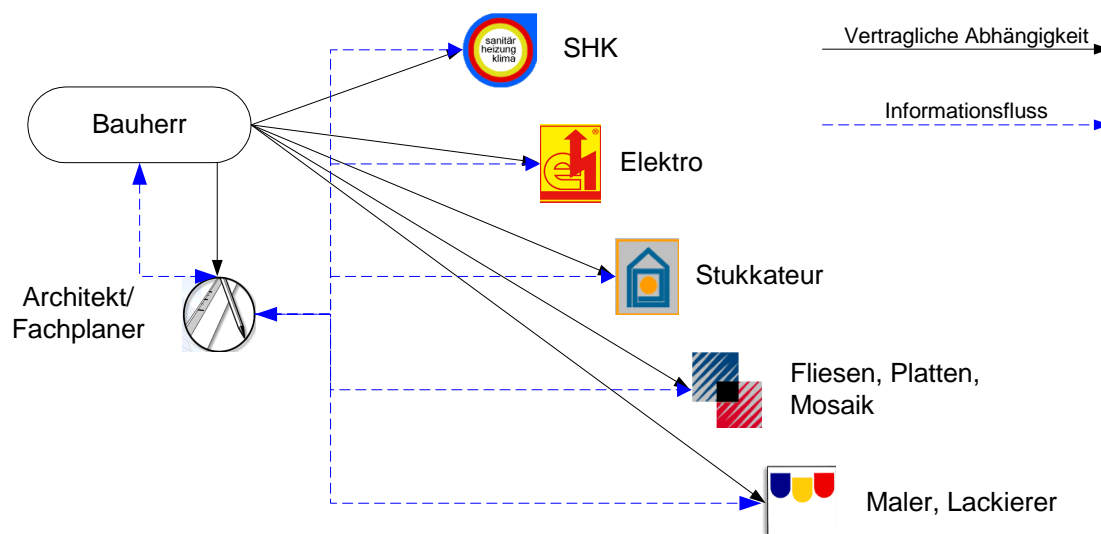 sanitär
heizung
klima
SHK
Vertragliche Abhängigkeit
Informationsfluss
Bauherr
®
Elektro
Stukkateur
Architekt/
Fachplaner
Fliesen, Platten,
Mosaik
Maler, Lackierer